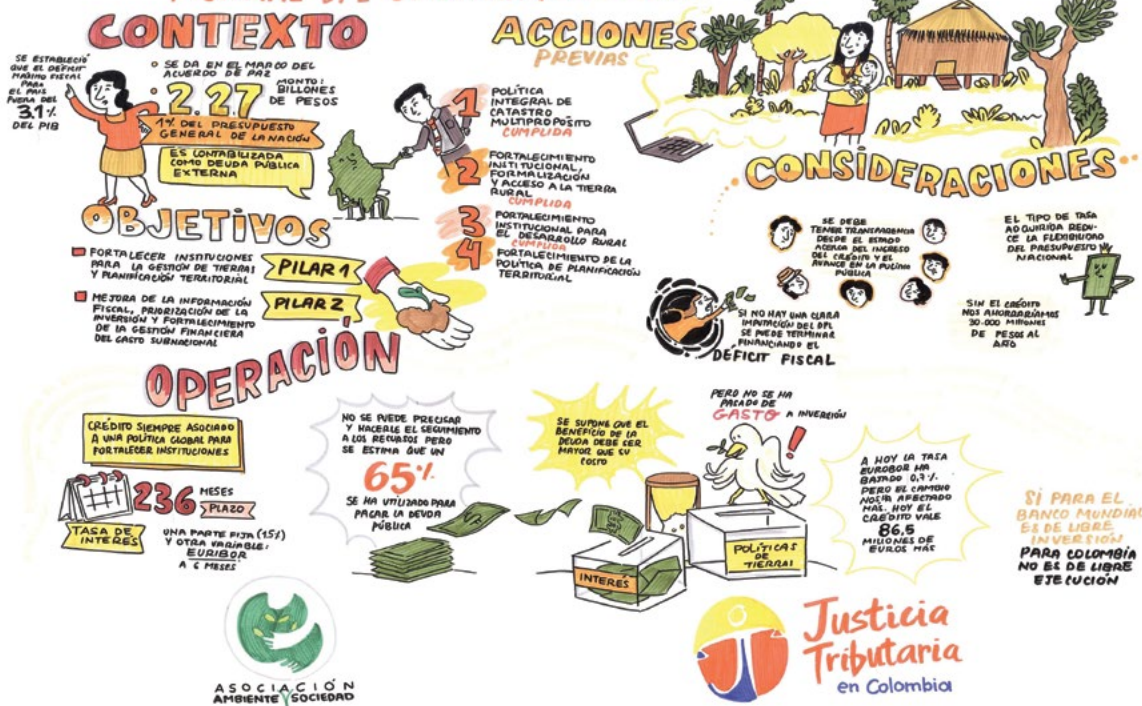 CONTEXTO
SE ESTABLECIÓ
QUE EL DÉFICIT
MÁXIMO FISCAL
PARA
EL PAÍS
FUERA DEL
3.1%
DEL PIB
SE DA EN EL MARCO DEL
ACUERDO DE PAZ
2.27
MONTO:
BILLONES
DE PESOS
1% DEL PRESUPUESTO
GENERAL DE LA NACIÓN
ES CONTABILIZADA
COMO DEUDA PÚBLICA
EXTERNA
ACCIONES
PREVIAS
1
POLÍTICA
INTEGRAL DE
CATASTRO
MULTIPROPÓSITO
CUMPLIDA
2
FORTALECIMIENTO
INSTITUCIONAL,
FORMALIZACIÓN
Y ACCESO A LA TIERRA
RURAL
CUMPLIDA
3
FORTALECIMIENTO
INSTITUCIONAL PARA
EL DESARROLLO RURAL
CUMPLIDA
4
FORTALECIMIENTO DE LA
POLÍTICA DE PLANIFICACIÓN
TERRITORIAL
OBJETIVOS
FORTALECER INSTITUCIONES
PARA LA GESTIÓN DE TIERRAS
Y PLANIFICACIÓN TERRITORIAL
PILAR 1
MEJORA DE LA INFORMACIÓN
FISCAL, PRIORIZACIÓN DE LA
INVERSIÓN Y FORTALECIMIENTO
DE LA GESTIÓN FINANCIERA
DEL GASTO SUBNACIONAL
PILAR 2
CONSIDERACIONES
SE DEBE
TENER TRANSPARENCIA
DESDE EL ESTADO
ACERCA DEL INGRESO
DEL CRÉDITO Y EL
AVANCE EN LA POLÍTICA
PÚBLICA
EL TIPO DE TASA
ADQUIRIDA REDU-
CE LA FLEXIBILIDAD
DEL PRESUPUESTO
NACIONAL
SI NO HAY UNA CLARA
IMPUTACIÓN DEL DPL
SE PUEDE TERMINAR
FINANCIANDO EL
DÉFICIT FISCAL
SIN EL CRÉDITO
NOS AHORRARÍAMOS
30.000 MILLONES
DE PESOS AL
AÑO
OPERACIÓN
CRÉDITO SIEMPRE ASOCIADO
A UNA POLÍTICA GLOBAL PARA
FORTALECER INSTITUCIONES
236 MESES
PLAZO
TASA DE
INTERÉS
UNA PARTE FIJA (15%)
Y OTRA VARIABLE:
EURIBOR
A 6 MESES
NO SE PUEDE PRECISAR
Y HACERLE EL SEGUIMIENTO
A LOS RECURSOS PERO
SE ESTIMA QUE UN
65%
SE HA UTILIZADO PARA
PAGAR LA DEUDA
PÚBLICA
SE SUPONE QUE EL
BENEFICIO DE LA
DEUDA DEBE SER
MAYOR QUE SU
COSTO
PERO NO SE HA
PASADO DE
GASTO A INVERSIÓN
INTERÉS
POLÍTICAS
DE
TIERRAS
A HOY LA TASA
EUROBOR HA
BAJADO 0,7%.
PERO EL CAMBIO
NOS HA AFECTADO
MÁS. HOY EL
CRÉDITO VALE
86,5
MILLONES DE
EUROS MÁS
SI PARA EL
BANCO MUNDIAL
ES DE LIBRE
INVERSIÓN
PARA COLOMBIA
NO ES DE LIBRE
EJECUCIÓN
ASOCIACIÓN
AMBIENTE Y SOCIEDAD
Justicia
Tributaria
en Colombia